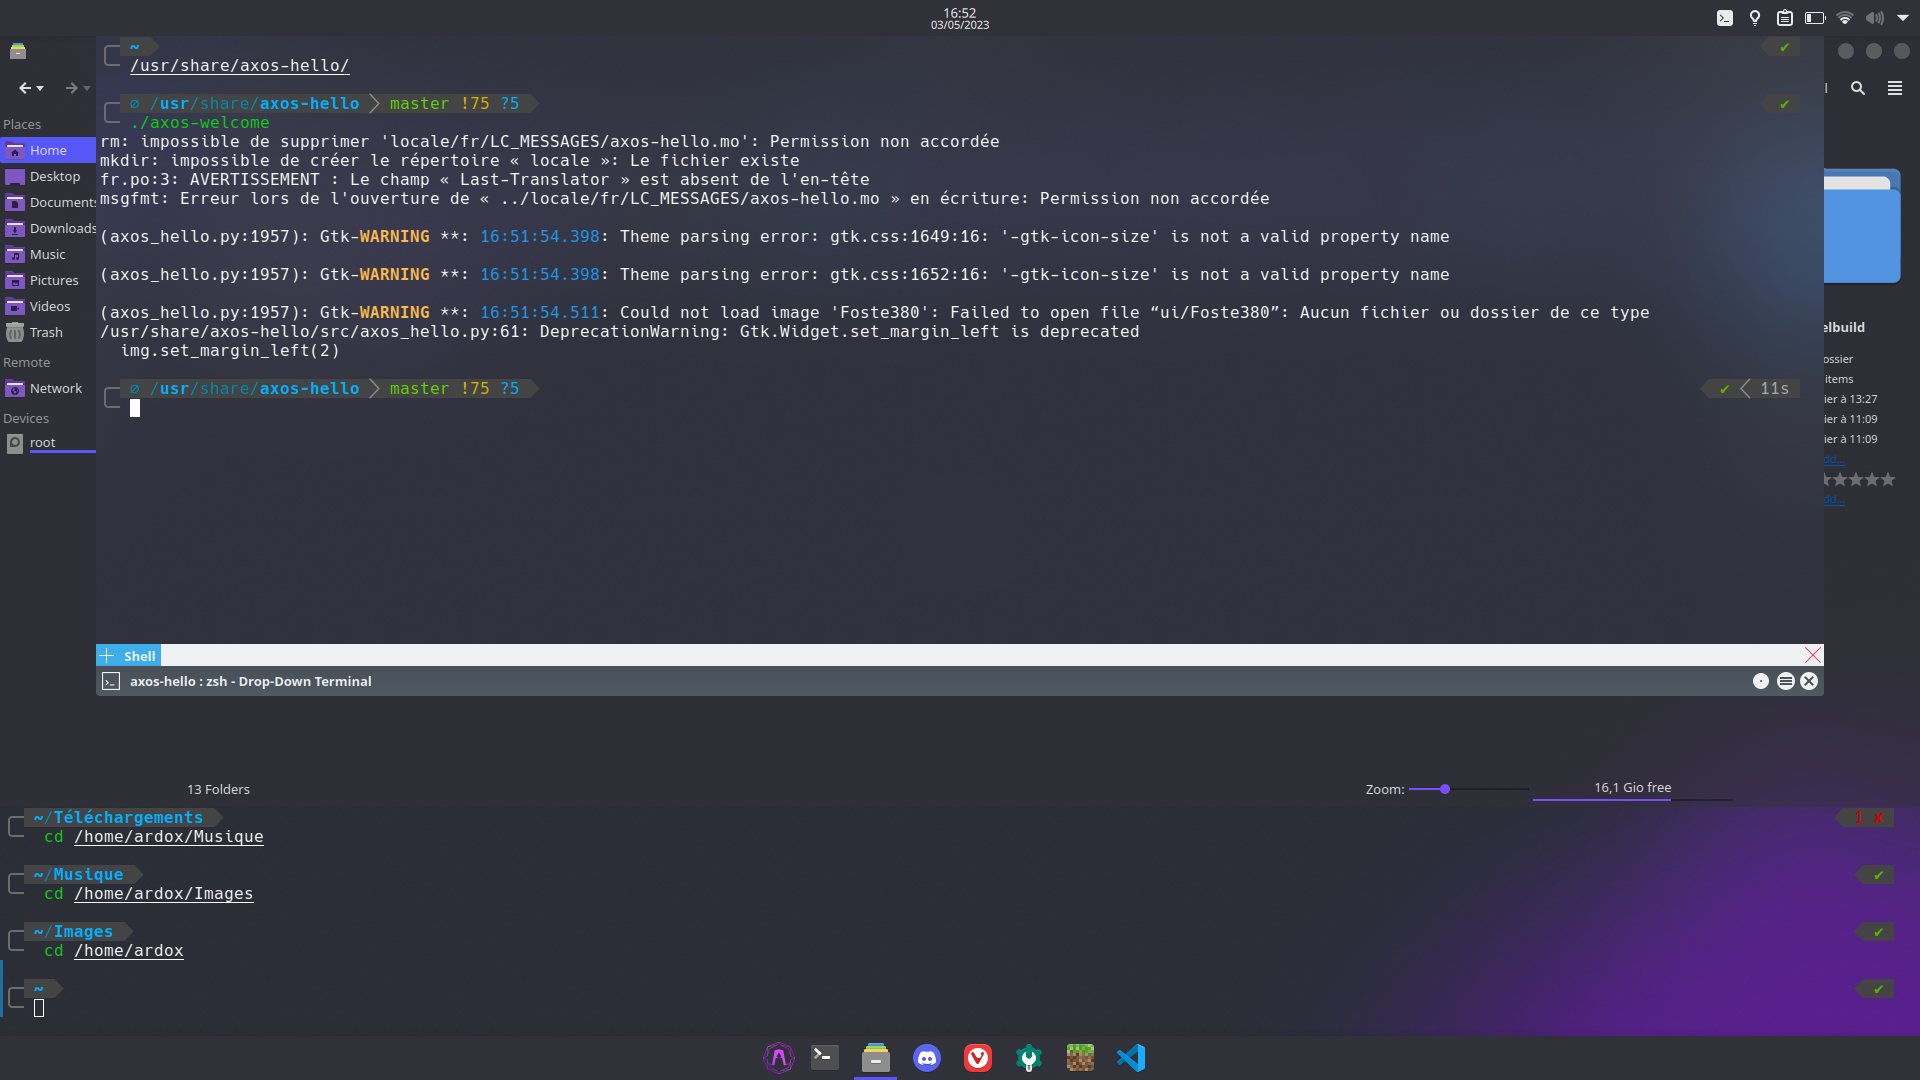 16:52
03/05/2023
~
/usr/share/axos-hello/
/usr/share/axos-hello master !75 ?5
./axos-welcome
rm: impossible de supprimer 'locale/fr/LC_MESSAGES/axos-hello.mo': Permission non accordée
mkdir: impossible de créer le répertoire « locale »: Le fichier existe
fr.po:3: AVERTISSEMENT : Le champ « Last-Translator » est absent de l'en-tête
msgfmt: Erreur lors de l'ouverture de « ../locale/fr/LC_MESSAGES/axos-hello.mo » en écriture: Permission non accordée
(axos_hello.py:1957): Gtk-WARNING **: 16:51:54.398: Theme parsing error: gtk.css:1649:16: '-gtk-icon-size' is not a valid property name
(axos_hello.py:1957): Gtk-WARNING **: 16:51:54.398: Theme parsing error: gtk.css:1652:16: '-gtk-icon-size' is not a valid property name
(axos_hello.py:1957): Gtk-WARNING **: 16:51:54.511: Could not load image 'Foste380': Failed to open file “ui/Foste380”: Aucun fichier ou dossier de ce type
/usr/share/axos-hello/src/axos_hello.py:61: DeprecationWarning: Gtk.Widget.set_margin_left is deprecated
img.set_margin_left(2)
/usr/share/axos-hello master !75 ?5 ✔ 11s
Places
Home
Desktop
Documents
Downloads
Music
Pictures
Videos
Trash
Remote
Network
Devices
root
elbuild
ossier
items
ier à 13:27
ier à 11:09
ier à 11:09
dd...
dd...
Shell
axos-hello : zsh - Drop-Down Terminal
13 Folders
Zoom:
16,1 Gio free
~/Téléchargements 1 ✘
cd /home/ardox/Musique
~/Musique ✔
cd /home/ardox/Images
~/Images ✔
cd /home/ardox
~ ✔